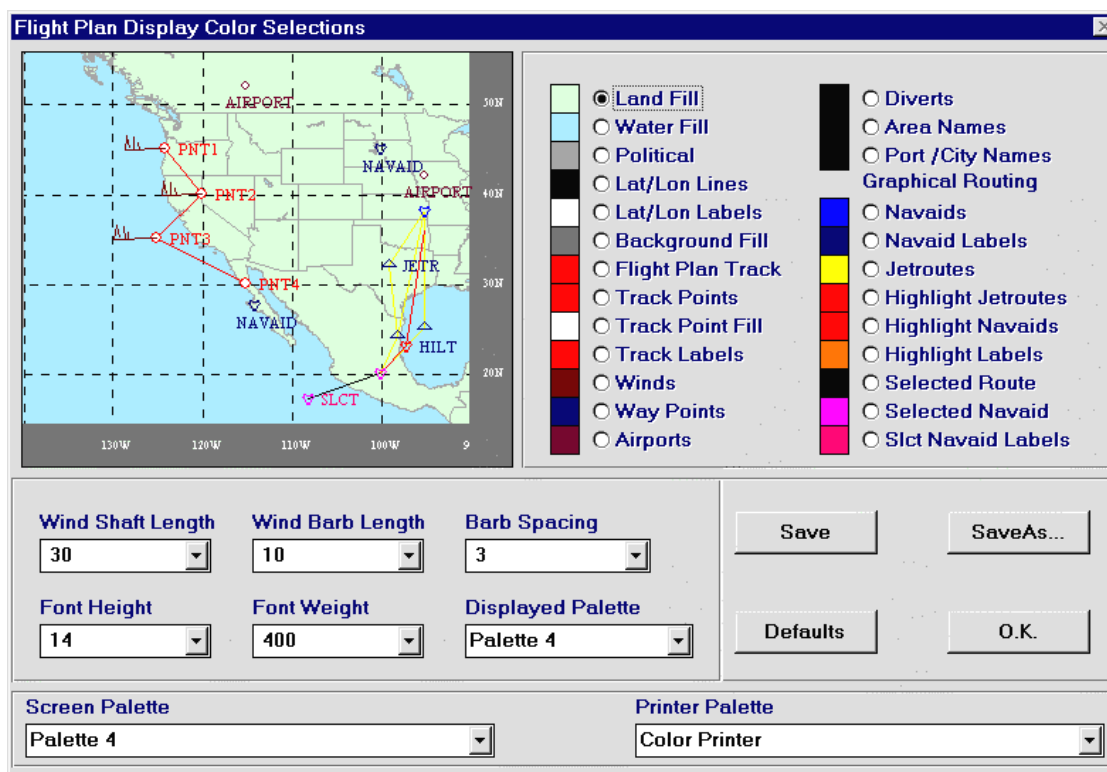 Flight Plan Display Color Selections
AIRPORT
50N
PNT1
NAVAID
AIRPORT
40N
PNT2
PNT3
JETR
30N
PNT4
NAVAID
HILT
20N
SLCT
130W 120W 110W 100W 9
Land Fill
Water Fill
Political
Lat/Lon Lines
Lat/Lon Labels
Background Fill
Flight Plan Track
Track Points
Track Point Fill
Track Labels
Winds
Way Points
Airports
Diverts
Area Names
Port /City Names
Graphical Routing
Navaids
Navaid Labels
Jetroutes
Highlight Jetroutes
Highlight Navaids
Highlight Labels
Selected Route
Selected Navaid
Slct Navaid Labels
Wind Shaft Length
30
Wind Barb Length
10
Barb Spacing
3
Font Height
14
Font Weight
400
Displayed Palette
Palette 4
Save
SaveAs...
Defaults
O.K.
Screen Palette
Palette 4
Printer Palette
Color Printer